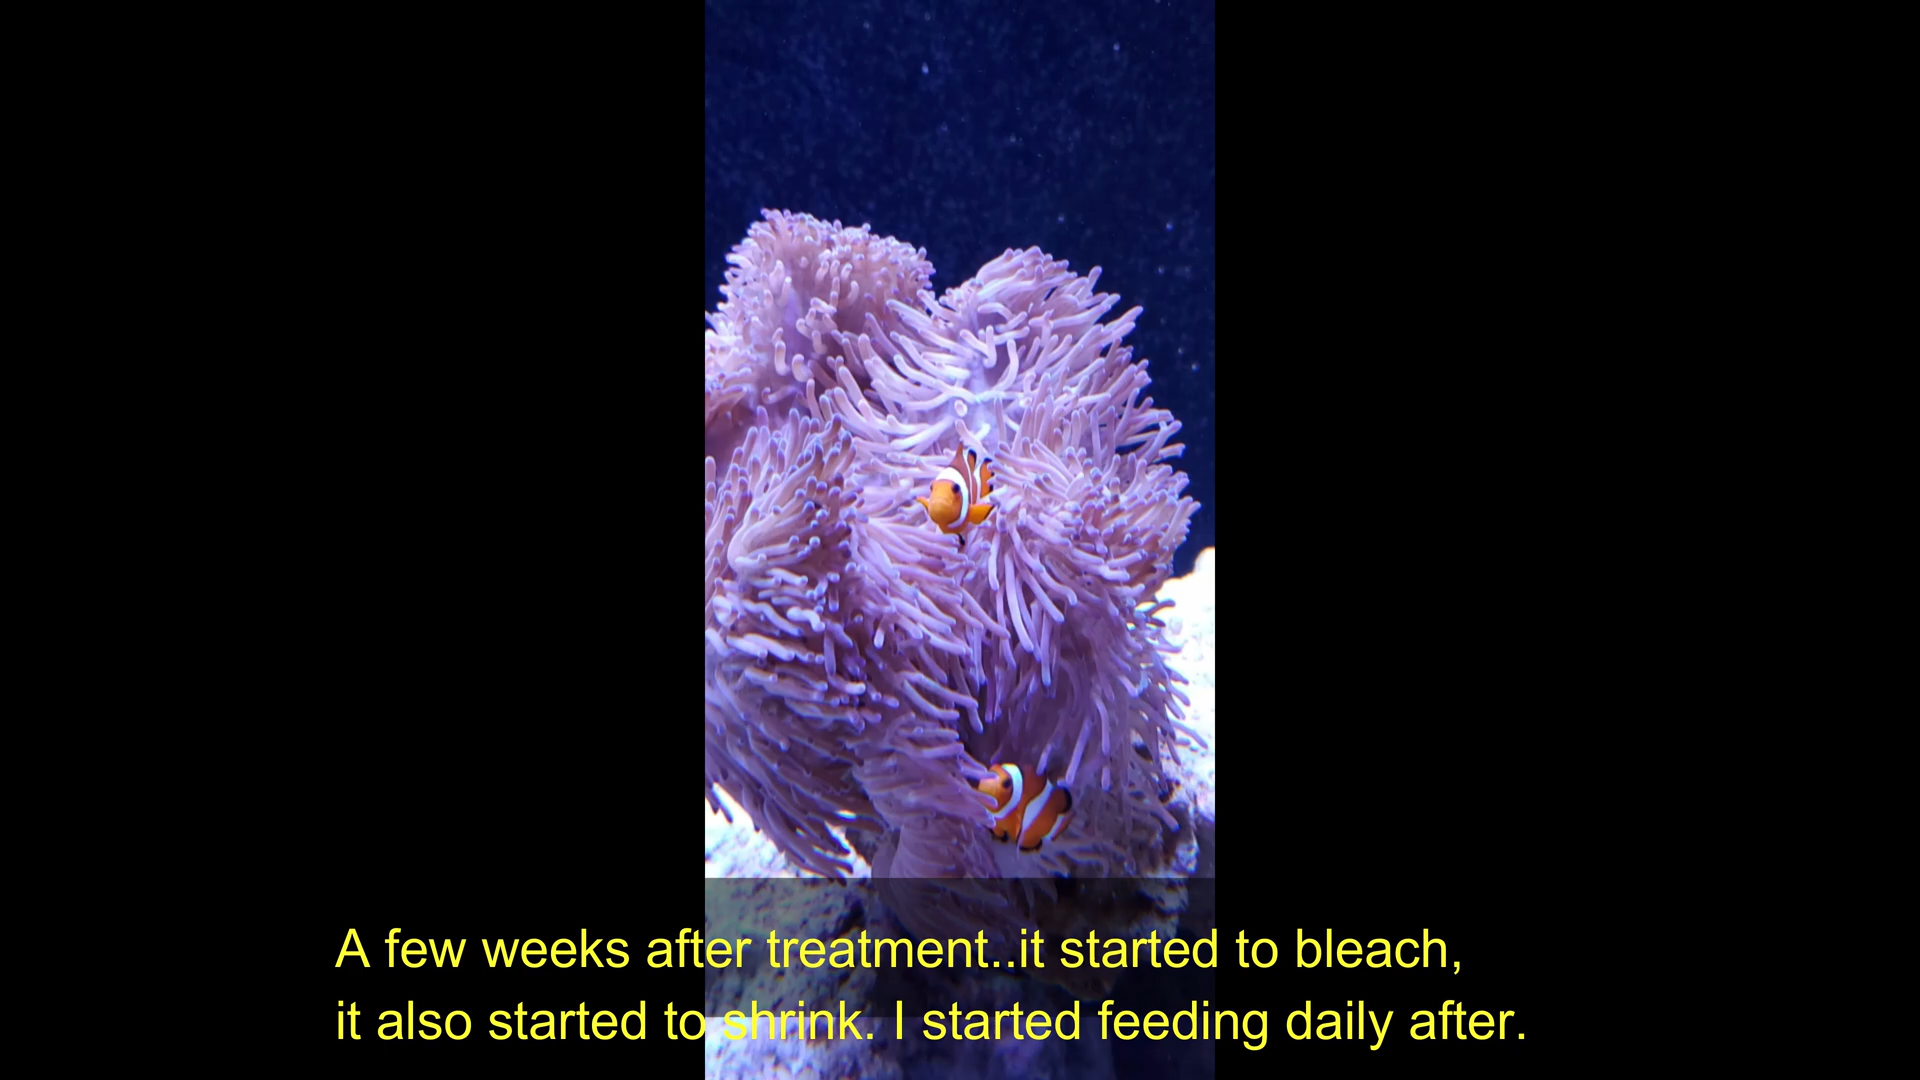 A few weeks after treatment..it started to bleach,
it also started to shrink. I started feeding daily after.